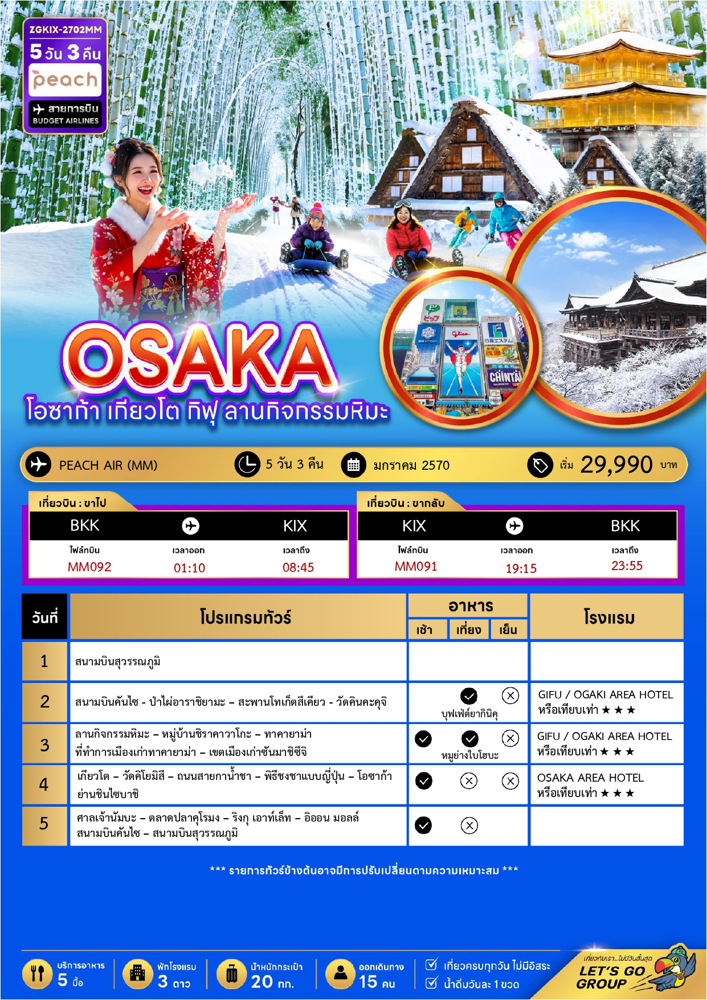 ZGKIX-2702MM
5 วัน 3 คืน
peach
สายการบิน
BUDGET AIRLINES
ピップ
glico
CHINTAI
OSAKA
โอซาก้า เกียวโต กิฟุ ลานกิจกรรมหิมะ
PEACH AIR (MM) 5 วัน 3 คืน มกราคม 2570 เริ่ม 29,990 บาท
เที่ยวบิน : ขาไป
BKK KIX
ไฟล์ทบิน เวลาออก เวลาถึง
MM092 01:10 08:45
เที่ยวบิน : ขากลับ
KIX BKK
ไฟล์ทบิน เวลาออก เวลาถึง
MM091 19:15 23:55
วันที่ โปรแกรมทัวร์ อาหาร โรงแรม
เช้า เที่ยง เย็น
1 สนามบินสุวรรณภูมิ
2 สนามบินคันไซ - ป่าไผ่อาราชิยามะ – สะพานโทเก็ตสึเคียว - วัดคินคะคุจิ
บุฟเฟ่ต์ยากินิคุ
GIFU / OGAKI AREA HOTEL
หรือเทียบเท่า ★ ★ ★
3 ลานกิจกรรมหิมะ – หมู่บ้านชิราคาวาโกะ – ทาคายาม่า
ที่ทำการเมืองเก่าทาคายาม่า – เขตเมืองเก่าซันมาชิซึจิ
หมูย่างใบโฮบะ
GIFU / OGAKI AREA HOTEL
หรือเทียบเท่า ★ ★ ★
4 เกียวโต – วัดคิโยมิสึ – ถนนสายกาน้ำชา – พิธีชงชาแบบญี่ปุ่น – โอซาก้า
ย่านชินไซบาชิ
OSAKA AREA HOTEL
หรือเทียบเท่า ★ ★ ★
5 ศาลเจ้านัมบะ – ตลาดปลาคุโรมง – ริงกุ เอาท์เล็ท – อิออน มอลล์
สนามบินคันไซ – สนามบินสุวรรณภูมิ
*** รายการทัวร์ข้างต้นอาจมีการปรับเปลี่ยนตามความเหมาะสม ***
บริการอาหาร
5 มื้อ
พักโรงแรม
3 ดาว
น้ำหนักกระเป๋า
20 กก.
ออกเดินทาง
15 คน
เที่ยวครบทุกวัน ไม่มีอิสระ
น้ำดื่มวันละ 1 ขวด
เที่ยวกับเรา...ไม่มีวันสิ้นสุด
LET'S GO
GROUP